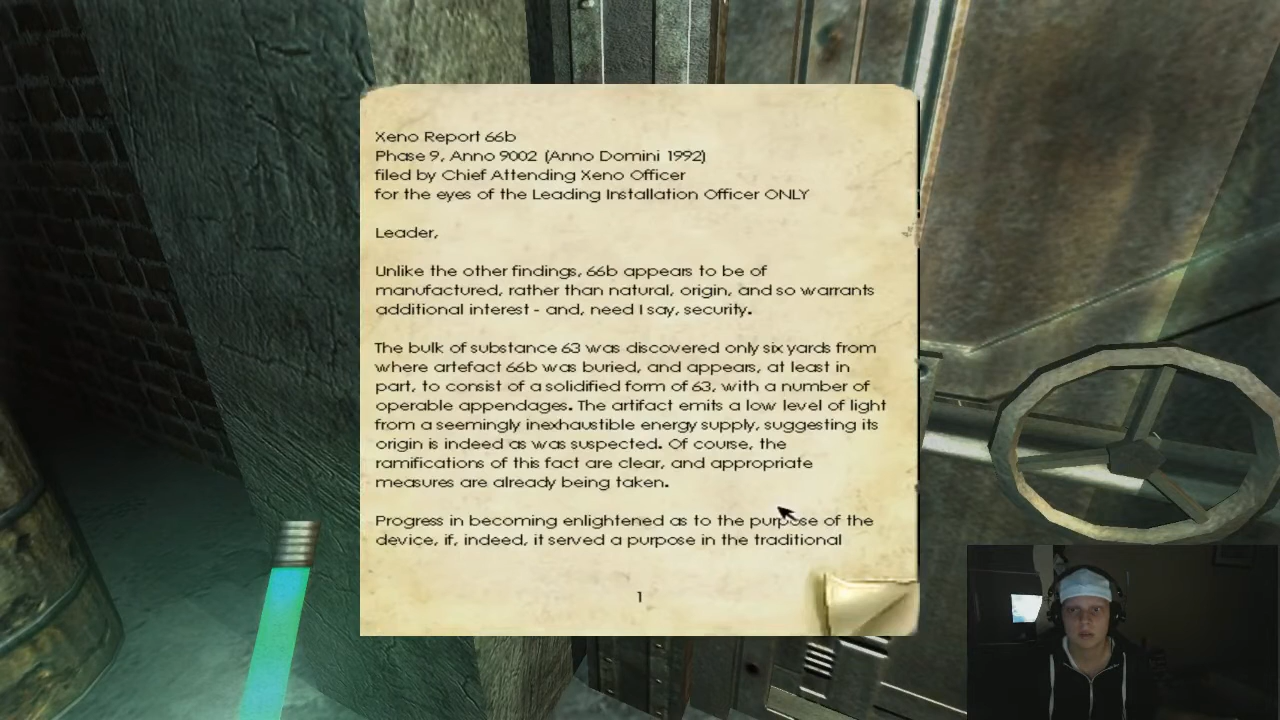 Xeno Report 66b
Phase 9, Anno 9002 (Anno Domini 1992)
filed by Chief Attending Xeno Officer
for the eyes of the Leading Installation Officer ONLY
Leader,
Unlike the other findings, 66b appears to be of
manufactured, rather than natural, origin, and so warrants
additional interest - and, need I say, security.
The bulk of substance 63 was discovered only six yards from
where artefact 66b was buried, and appears, at least in
part, to consist of a solidified form of 63, with a number of
operable appendages. The artifact emits a low level of light
from a seemingly inexhaustible energy supply, suggesting its
origin is indeed as was suspected. Of course, the
ramifications of this fact are clear, and appropriate
measures are already being taken.
Progress in becoming enlightened as to the purpose of the
device, if, indeed, it served a purpose in the traditional
1